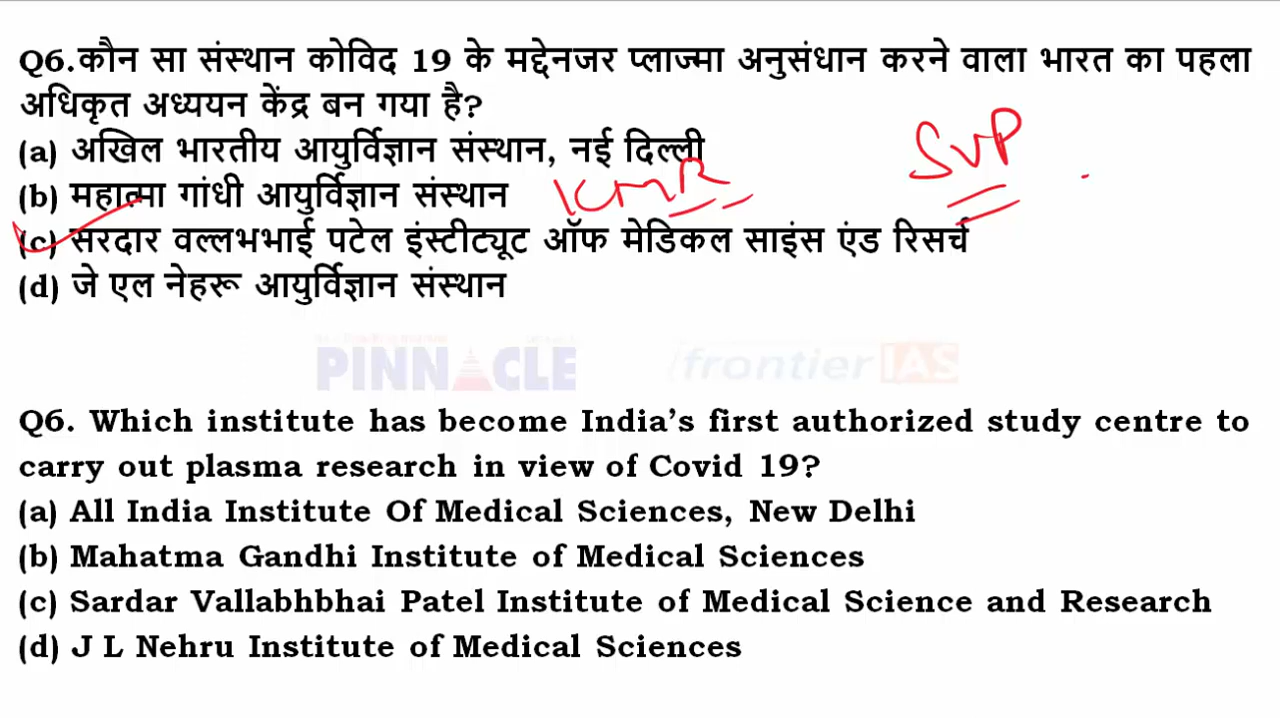 Q6.कौन सा संस्थान कोविद 19 के मद्देनजर प्लाज्मा अनुसंधान करने वाला भारत का पहला
अधिकृत अध्ययन केंद्र बन गया है?
(a) अखिल भारतीय आयुर्विज्ञान संस्थान, नई दिल्ली
SVP
(b) महात्मा गांधी आयुर्विज्ञान संस्थान
ICMR
(c) सरदार वल्लभभाई पटेल इंस्टीट्यूट ऑफ मेडिकल साइंस एंड रिसर्च
(d) जे एल नेहरू आयुर्विज्ञान संस्थान
PINNACLE
frontier IAS
Q6. Which institute has become India's first authorized study centre to
carry out plasma research in view of Covid 19?
(a) All India Institute Of Medical Sciences, New Delhi
(b) Mahatma Gandhi Institute of Medical Sciences
(c) Sardar Vallabhbhai Patel Institute of Medical Science and Research
(d) J L Nehru Institute of Medical Sciences